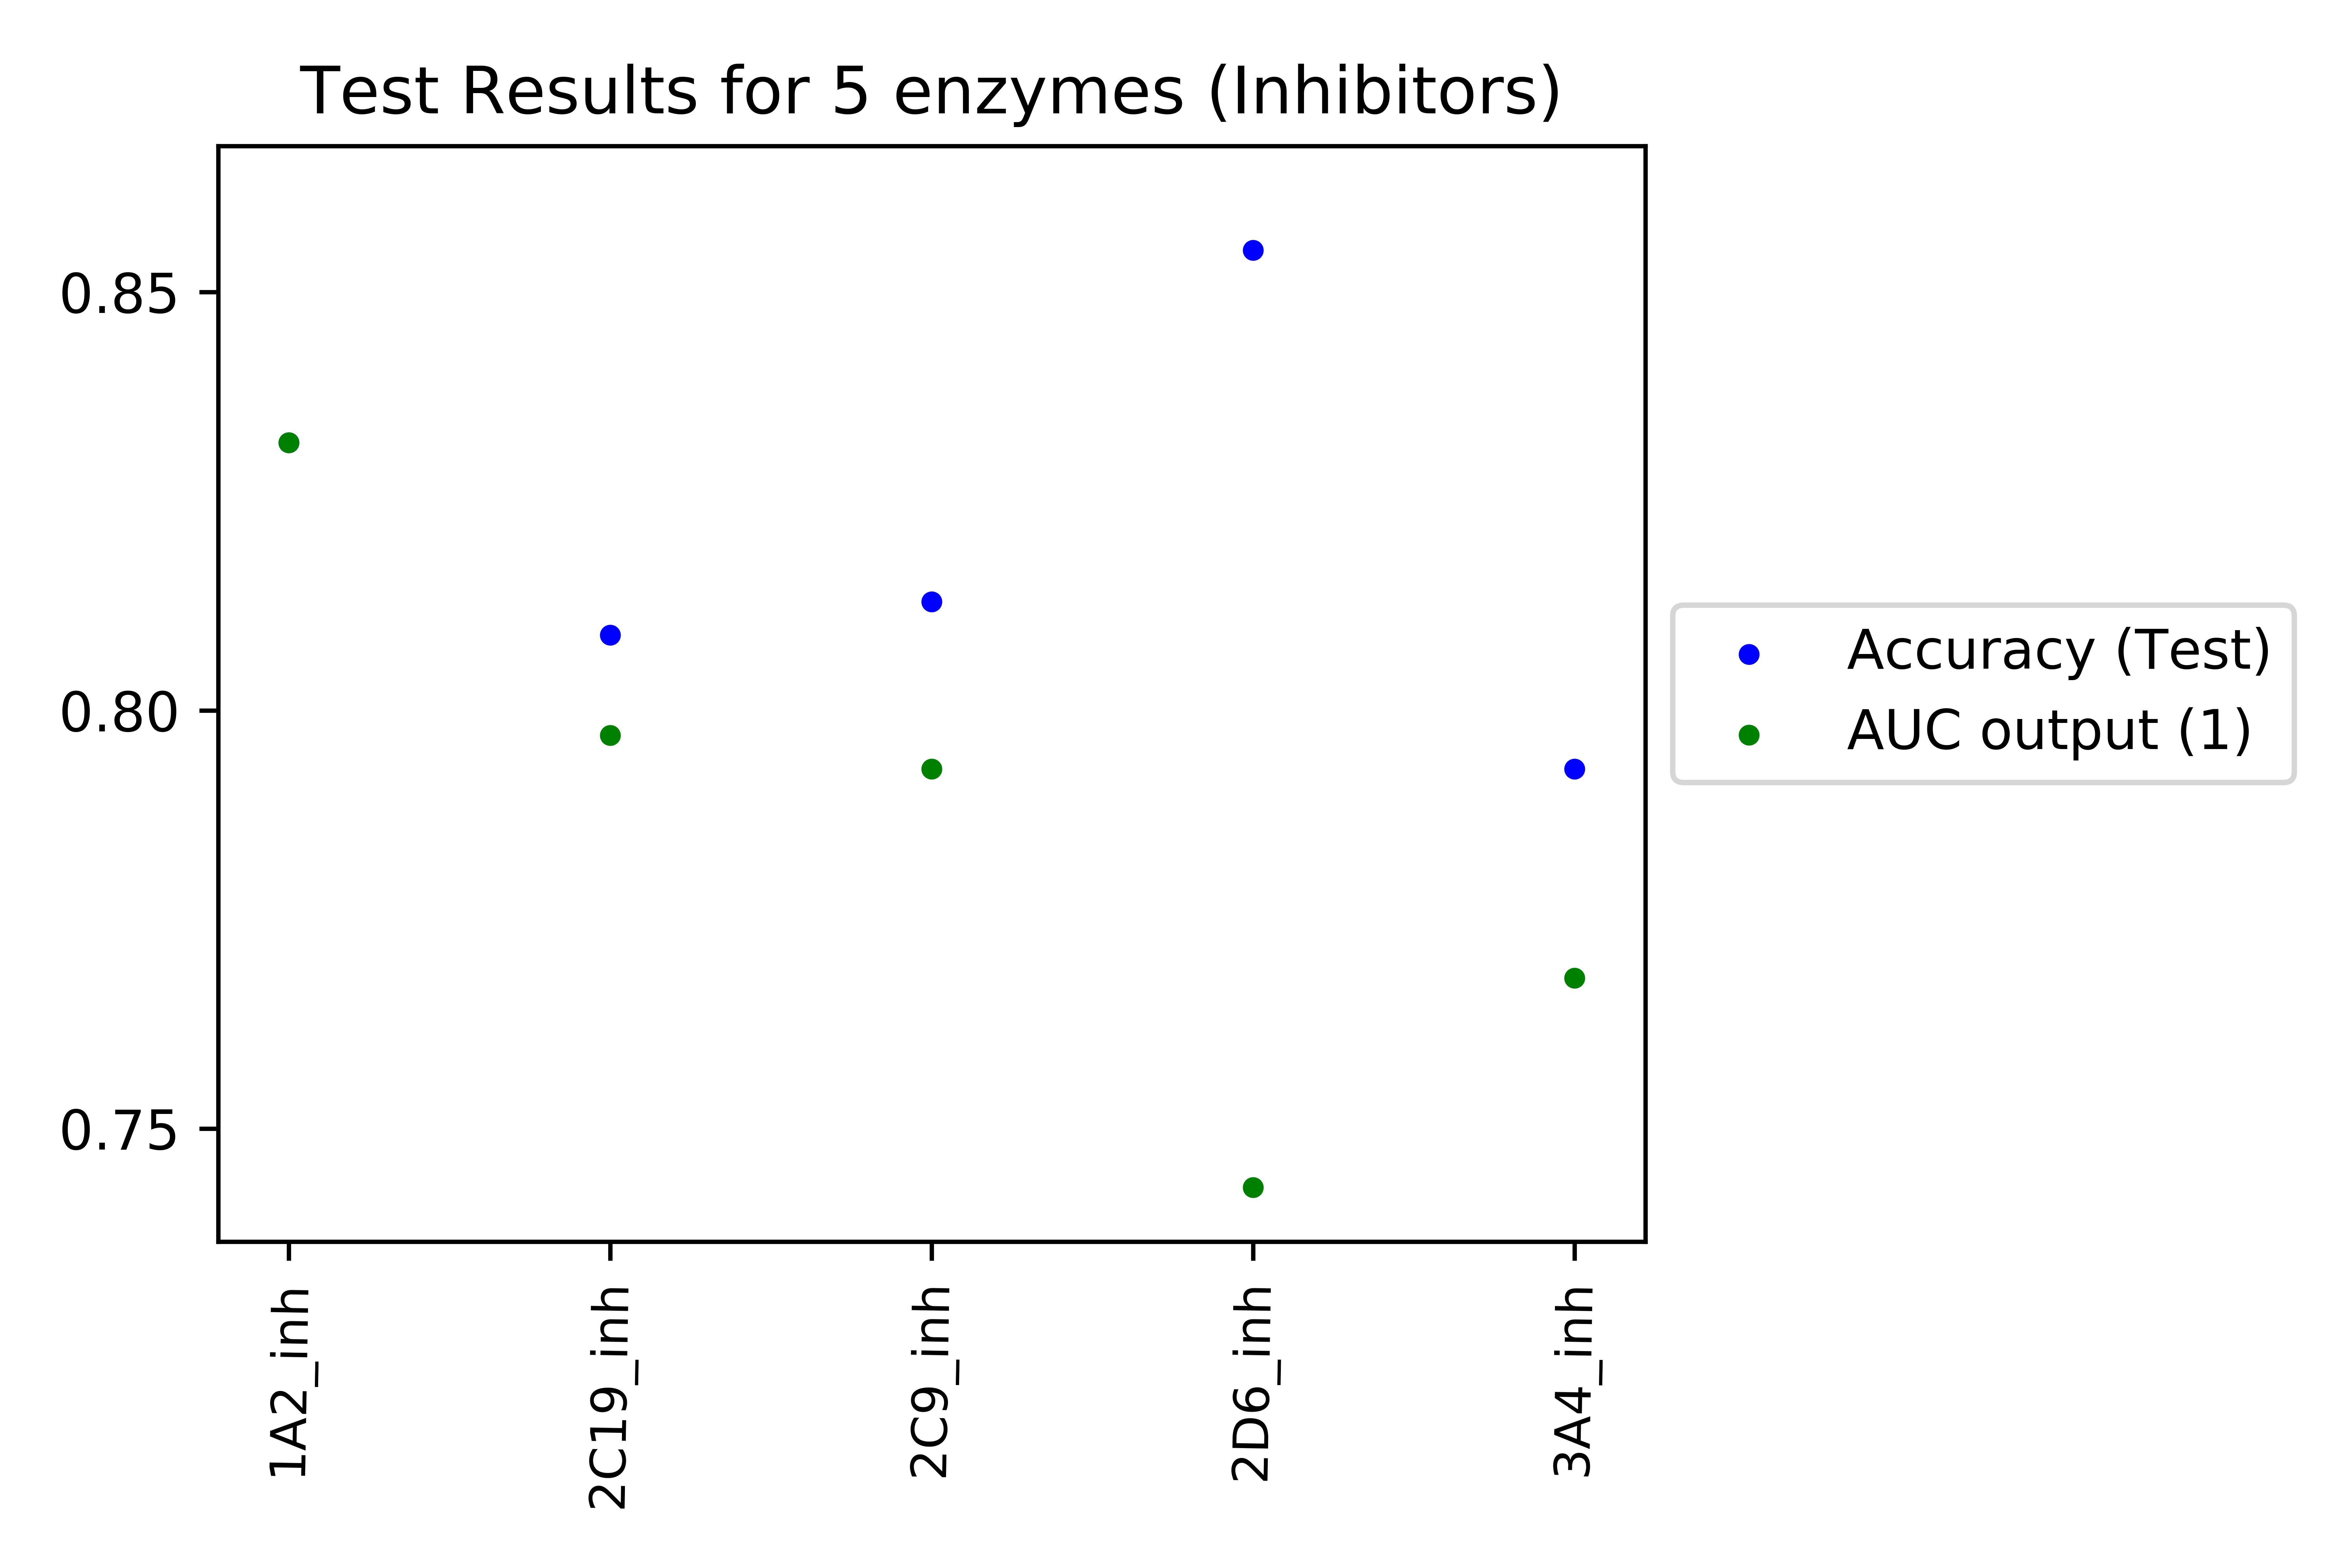 Test Results for 5 enzymes (Inhibitors)
0.85
0.80
0.75
1A2_inh
2C19_inh
2C9_inh
2D6_inh
3A4_inh
Accuracy (Test)
AUC output (1)